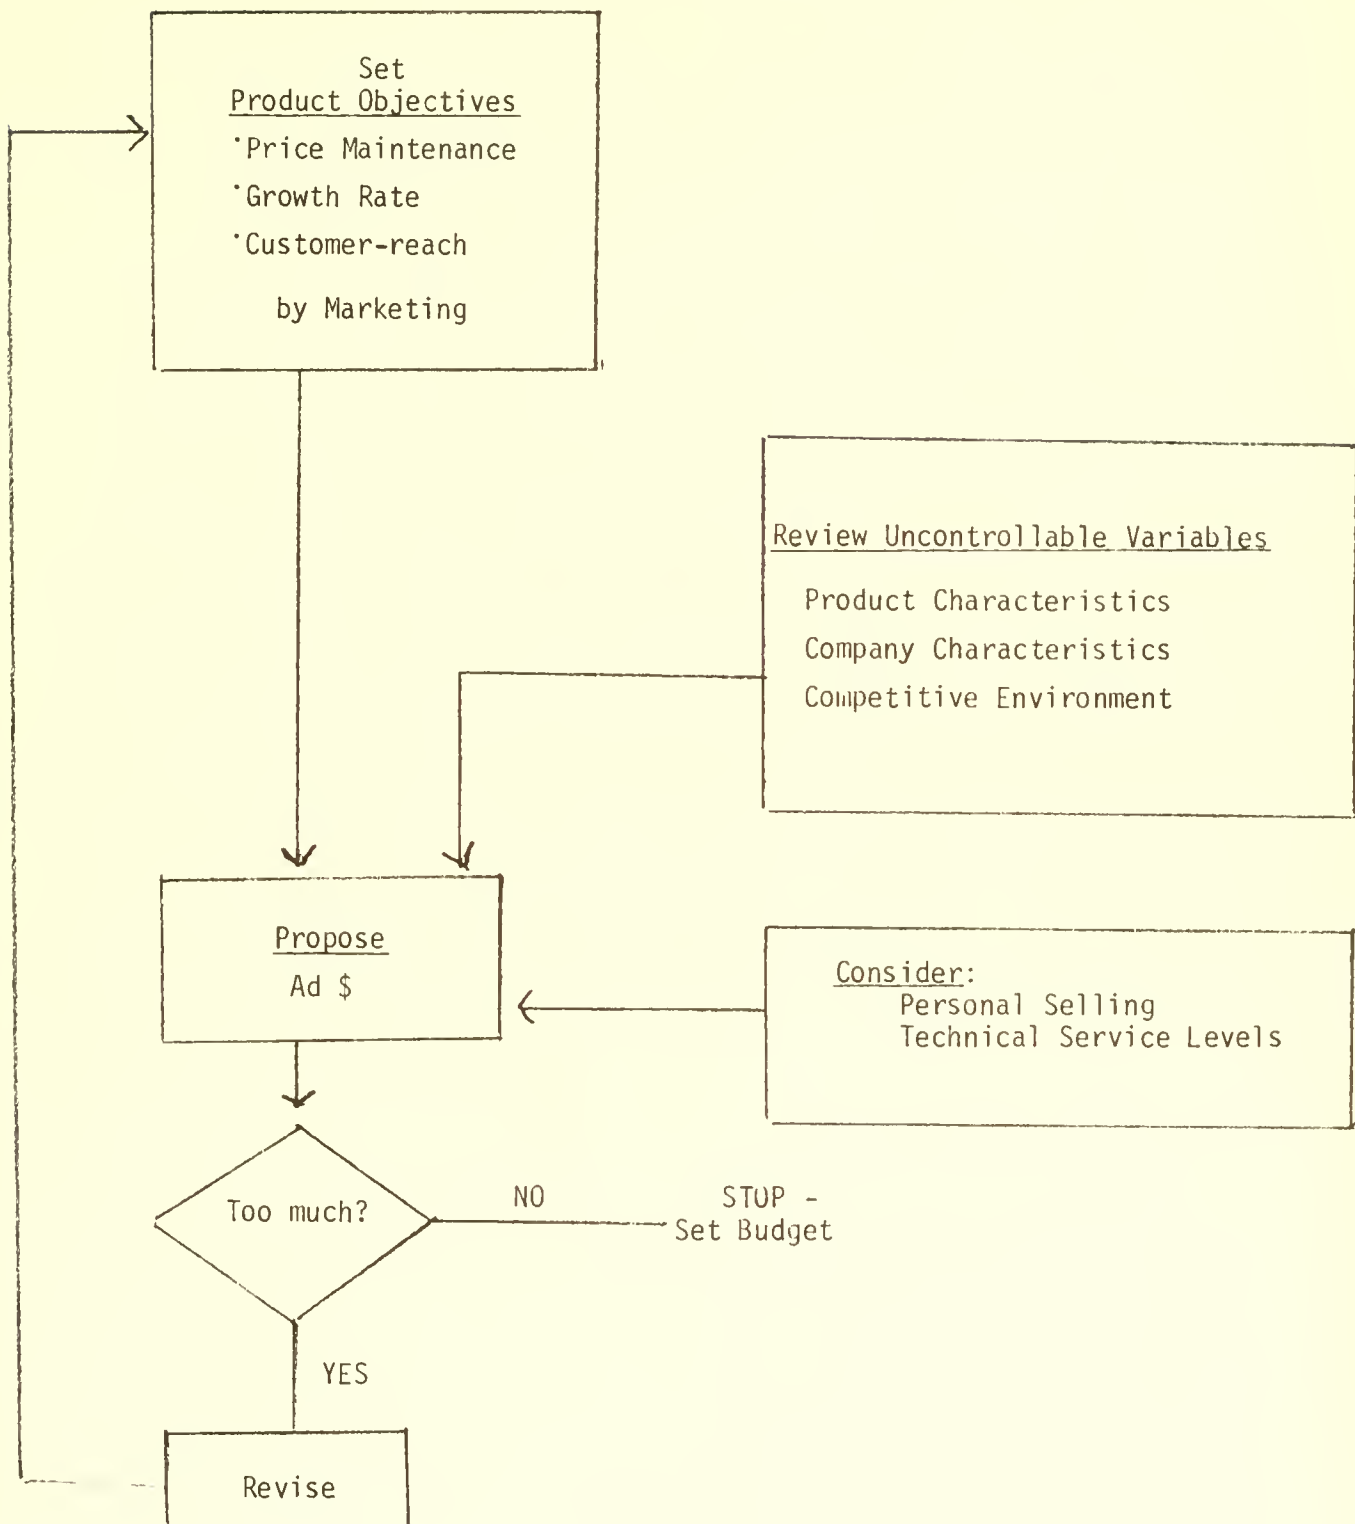 Set
Product Objectives
·Price Maintenance
·Growth Rate
·Customer-reach
by Marketing
Review Uncontrollable Variables
Product Characteristics
Company Characteristics
Competitive Environment
Propose
Ad $
Consider:
Personal Selling
Technical Service Levels
Too much?
NO
STOP -
Set Budget
YES
Revise